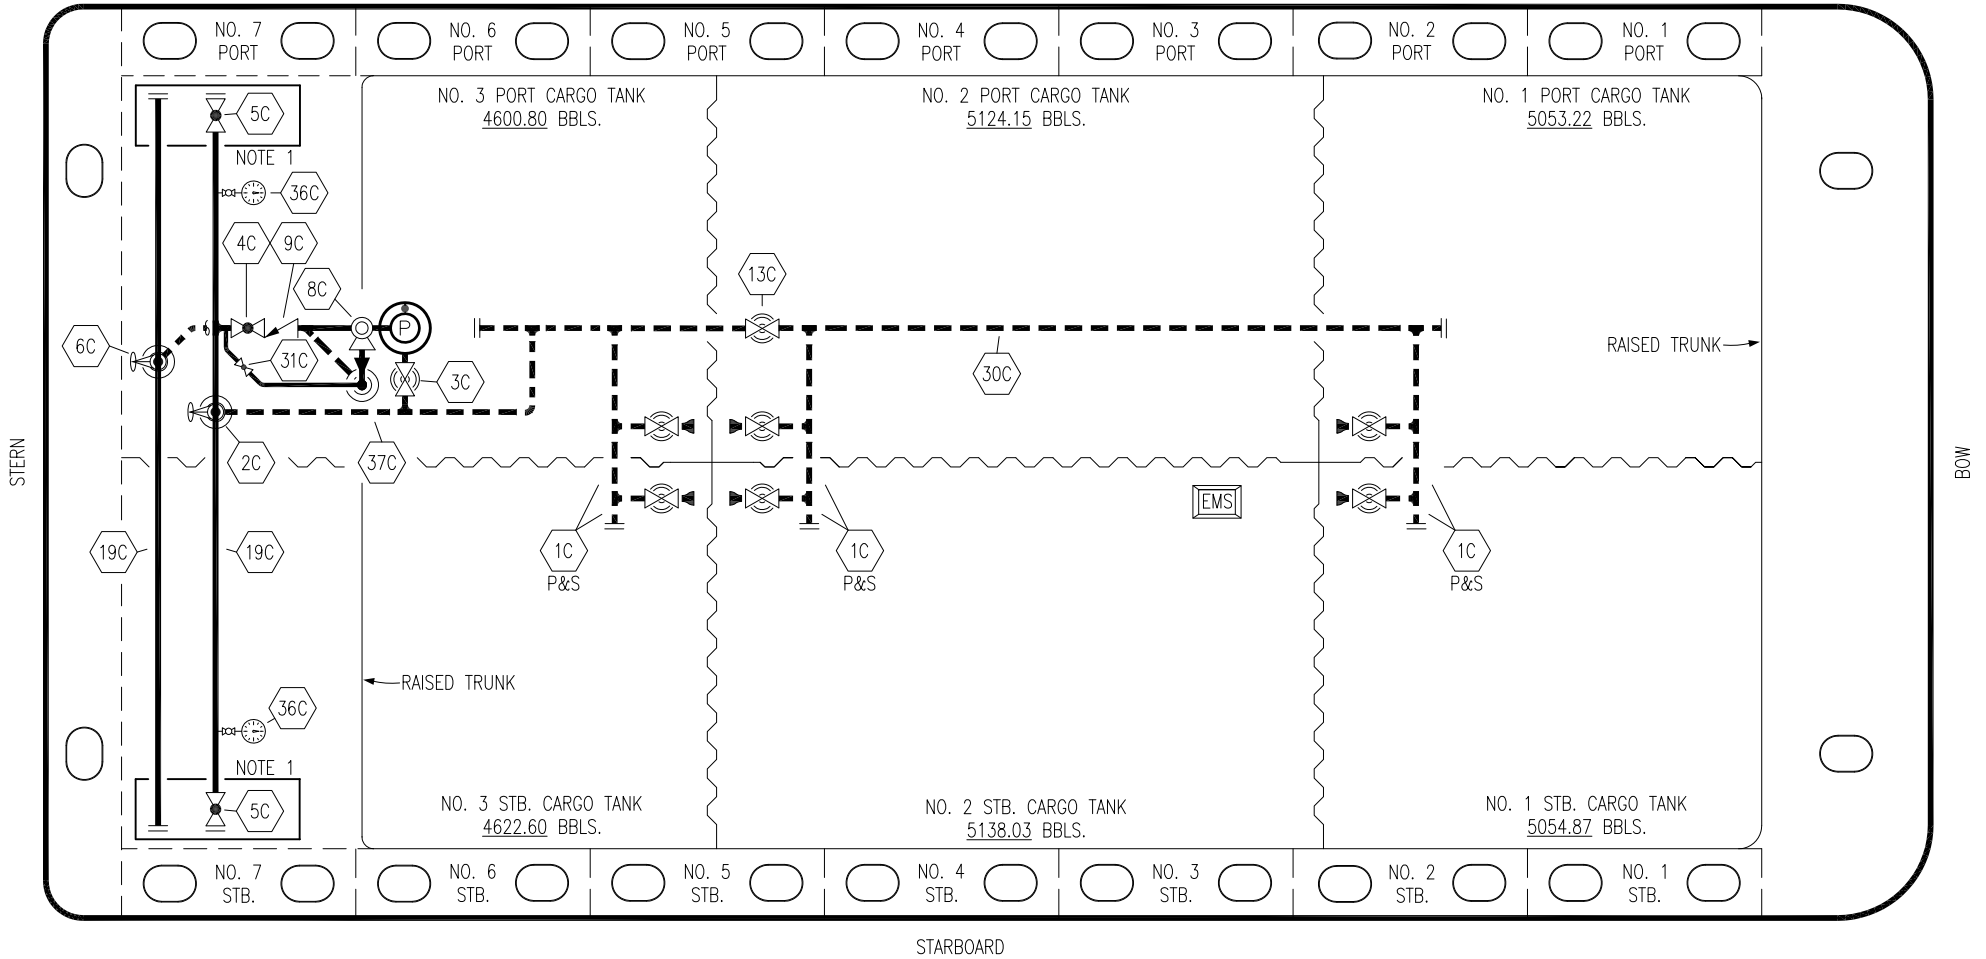 NO. 7
PORT
NO. 6
PORT
NO. 5
PORT
NO. 4
PORT
NO. 3
PORT
NO. 2
PORT
NO. 1
PORT
NO. 3 PORT CARGO TANK
4600.80 BBLS.
NO. 2 PORT CARGO TANK
5124.15 BBLS.
NO. 1 PORT CARGO TANK
5053.22 BBLS.
5C
NOTE 1
36C
4C
9C
8C
13C
P
6C
31C
3C
30C
RAISED TRUNK
2C
37C
STERN
BOW
EMS
19C
19C
1C
P&S
1C
P&S
1C
P&S
RAISED TRUNK
36C
NOTE 1
5C
NO. 3 STB. CARGO TANK
4622.60 BBLS.
NO. 2 STB. CARGO TANK
5138.03 BBLS.
NO. 1 STB. CARGO TANK
5054.87 BBLS.
NO. 7
STB.
NO. 6
STB.
NO. 5
STB.
NO. 4
STB.
NO. 3
STB.
NO. 2
STB.
NO. 1
STB.
STARBOARD